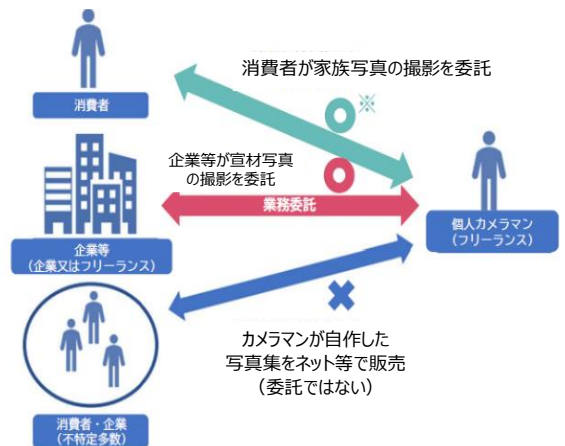 消費者が家族写真の撮影を委託
※
消費者
企業等が宣材写真
の撮影を委託
業務委託
企業等
(企業又はフリーランス)
個人カメラマン
(フリーランス)
カメラマンが自作した
写真集をネット等で販売
(委託ではない)
消費者・企業
(不特定多数)